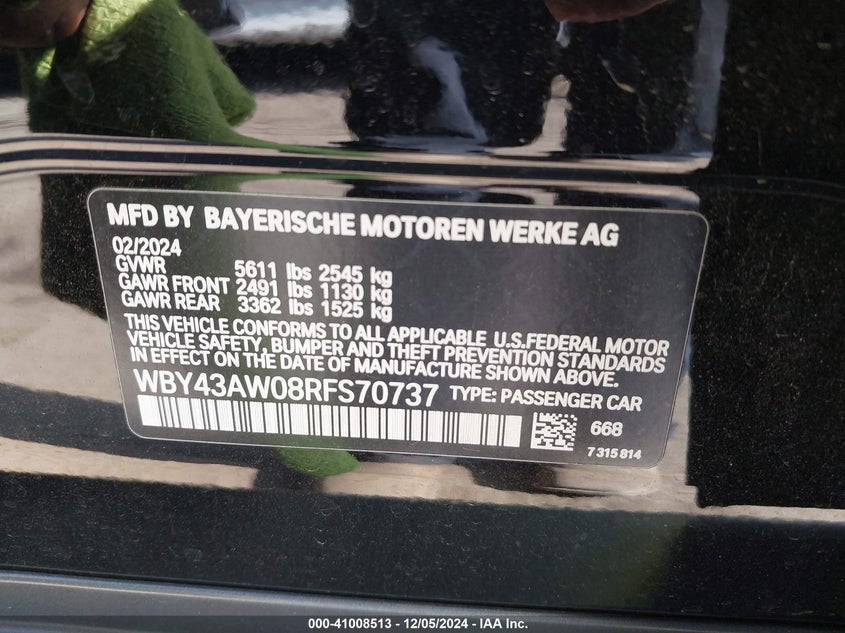 MFD BY BAYERISCHE MOTOREN WERKE AG
02/2024
GVWR 5611 lbs 2545 kg
GAWR FRONT 2491 lbs 1130 kg
GAWR REAR 3362 lbs 1525 kg
THIS VEHICLE CONFORMS TO ALL APPLICABLE U.S.FEDERAL MOTOR
VEHICLE SAFETY, BUMPER AND THEFT PREVENTION STANDARDS
IN EFFECT ON THE DATE OF MANUFACTURE SHOWN ABOVE.
WBY43AW08RFS70737 TYPE: PASSENGER CAR
668
7 315 814
000-41008513 - 12/05/2024 - IAA Inc.